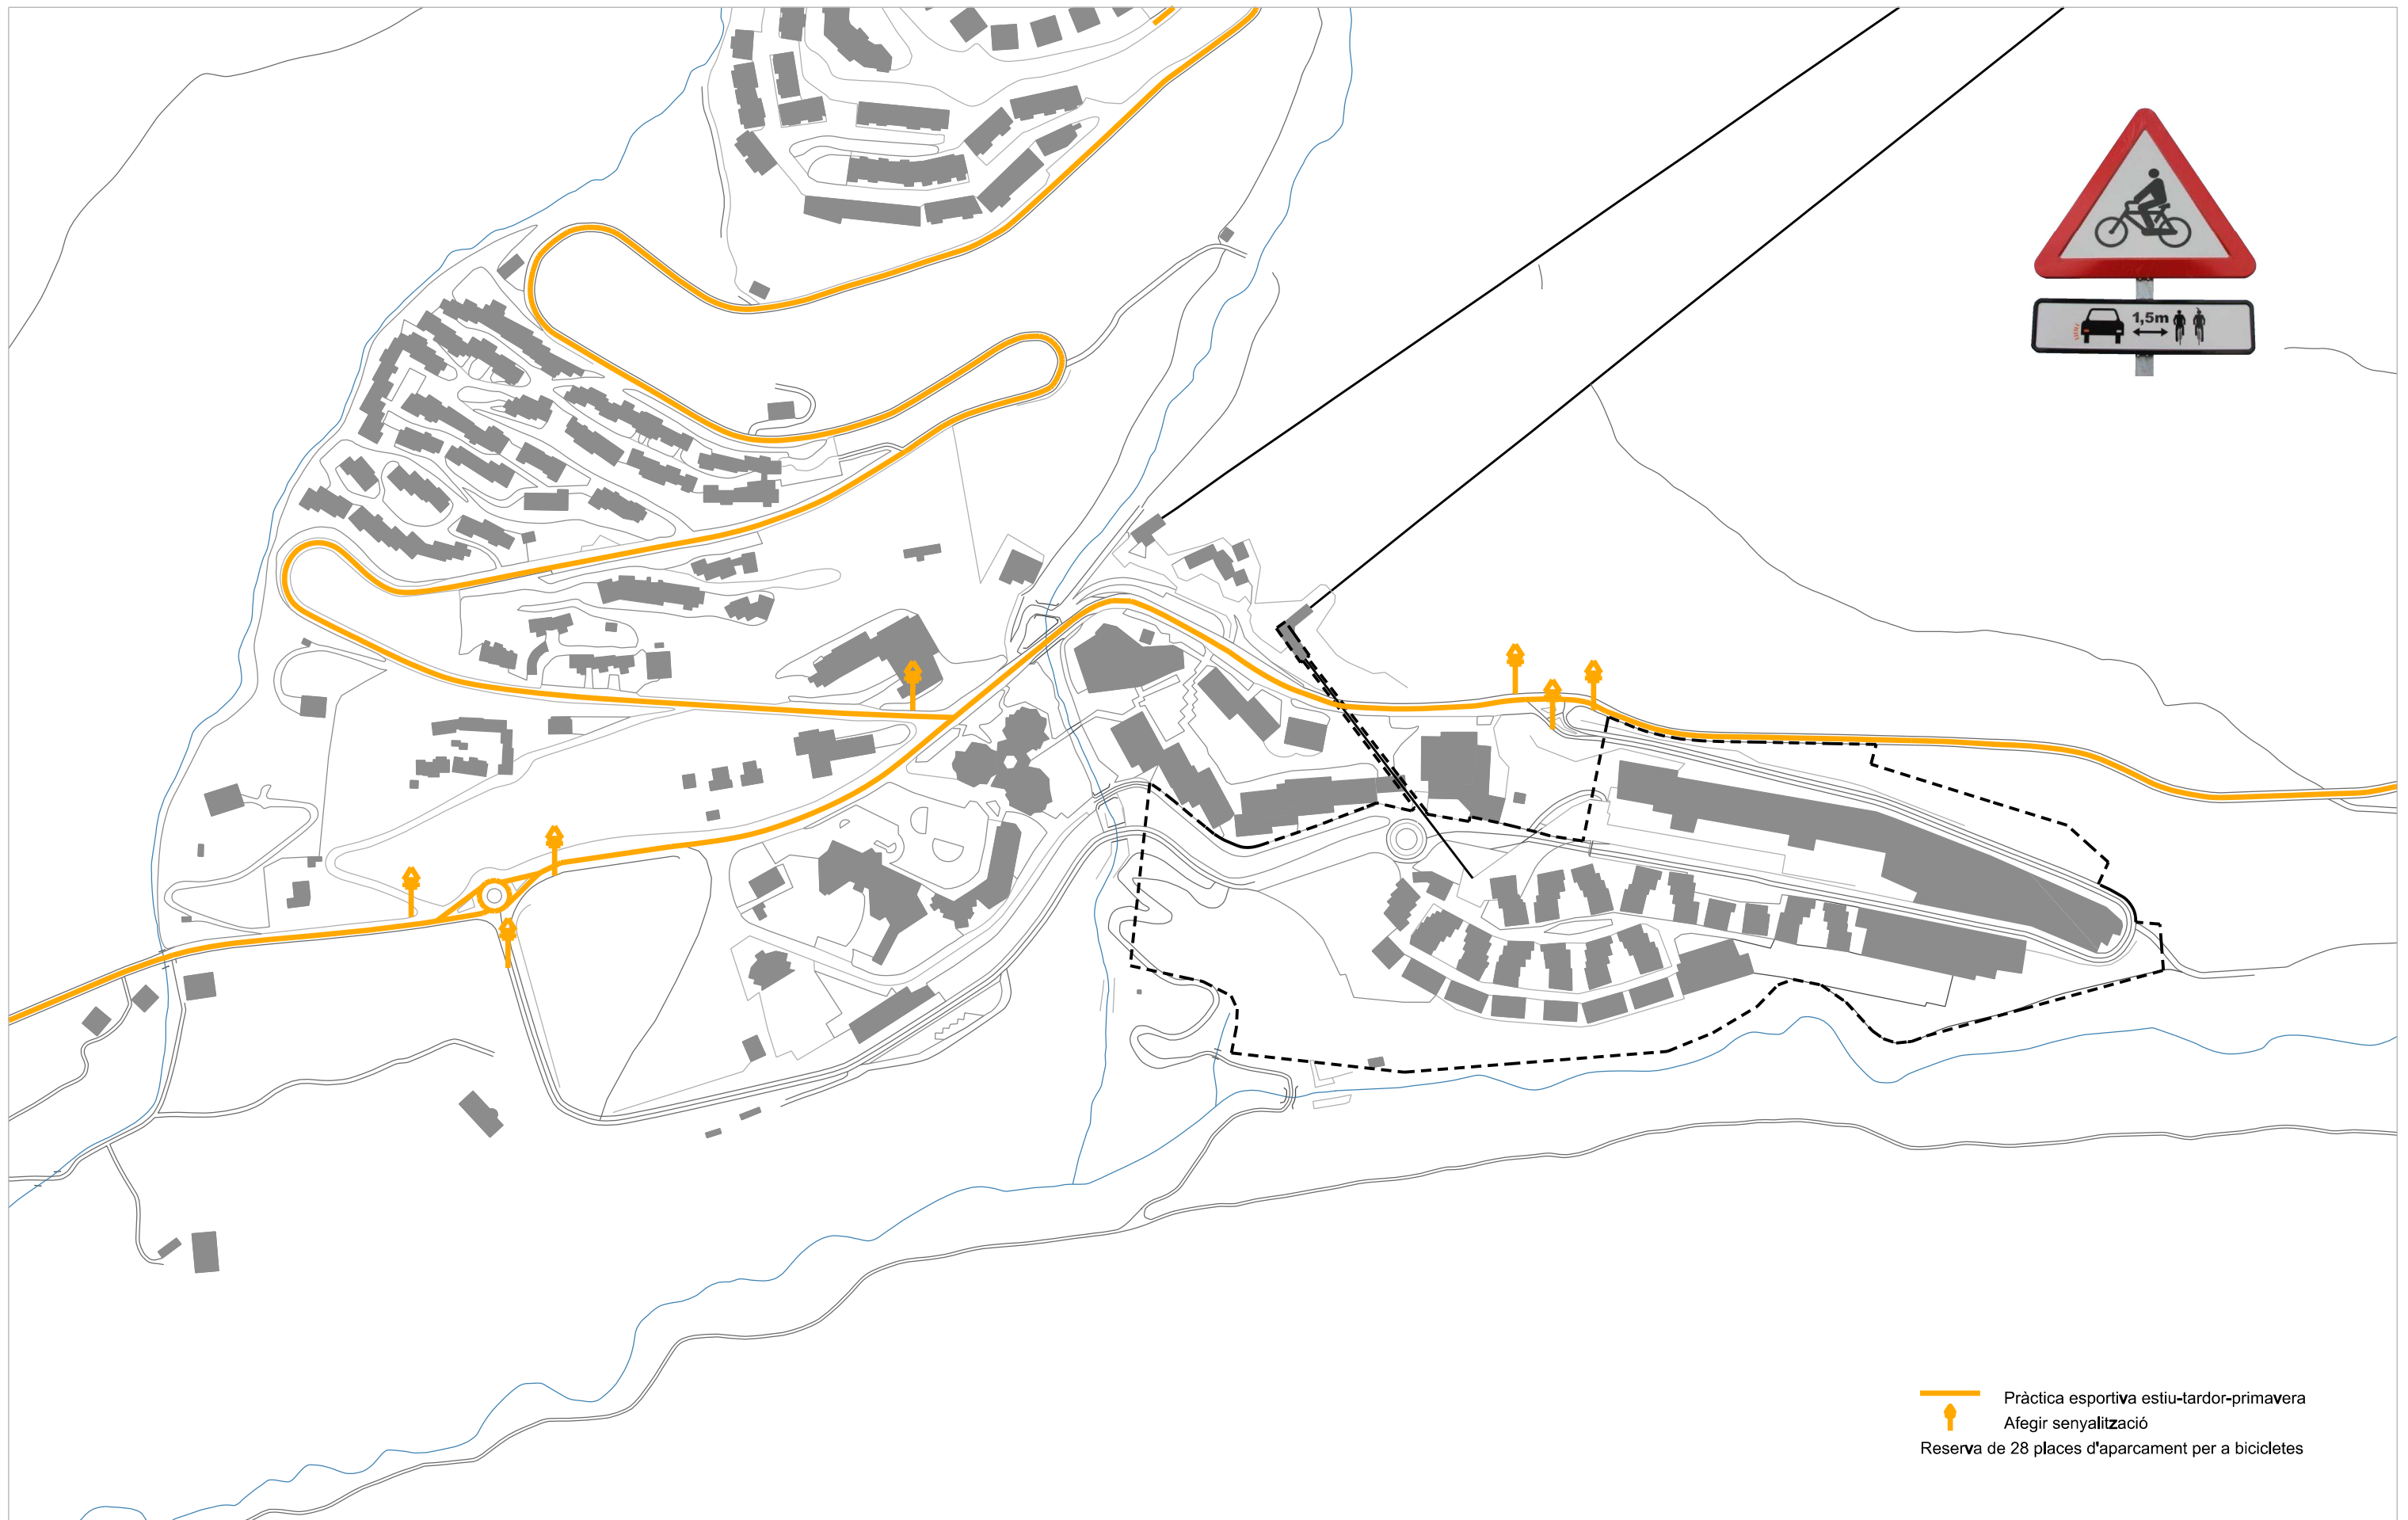 1,5m
Pràctica esportiva estiu-tardor-primavera
Afegir senyalització
Reserva de 28 places d'aparcament per a bicicletes